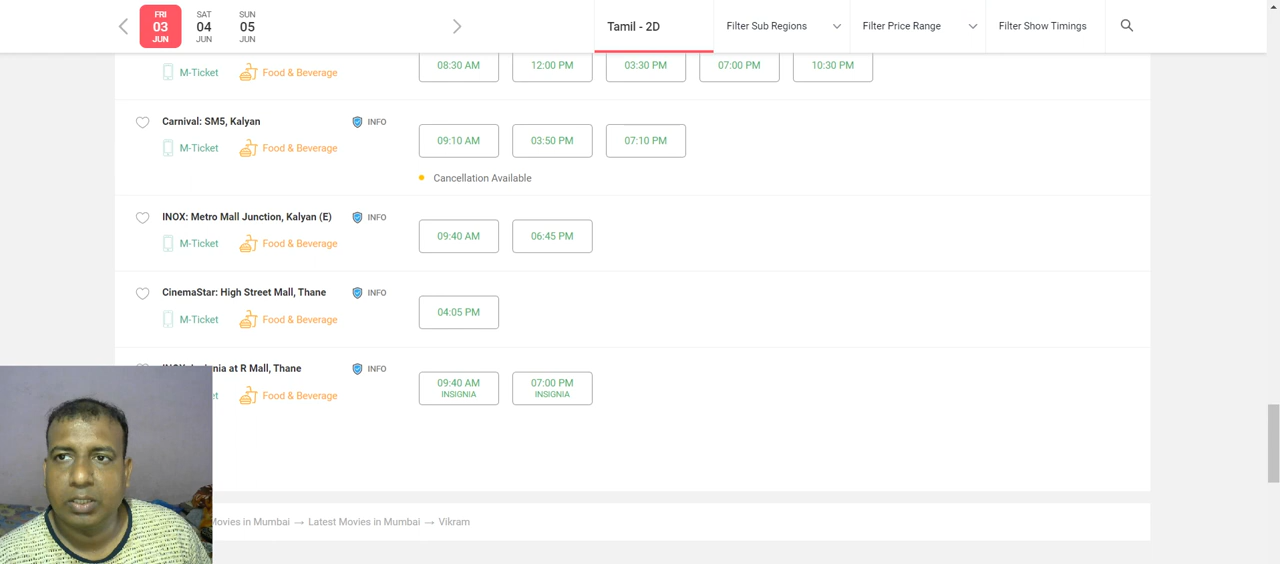 FRI SAT SUN
03 04 05
JUN JUN JUN
Tamil - 2D
Filter Sub Regions
Filter Price Range
Filter Show Timings
M-Ticket Food & Beverage
08:30 AM 12:00 PM 03:30 PM 07:00 PM 10:30 PM
Carnival: SM5, Kalyan INFO
M-Ticket Food & Beverage
09:10 AM 03:50 PM 07:10 PM
Cancellation Available
INOX: Metro Mall Junction, Kalyan (E) INFO
M-Ticket Food & Beverage
09:40 AM 06:45 PM
CinemaStar: High Street Mall, Thane INFO
M-Ticket Food & Beverage
04:05 PM
at R Mall, Thane INFO
Food & Beverage
09:40 AM 07:00 PM
INSIGNIA INSIGNIA
Movies in Mumbai → Latest Movies in Mumbai → Vikram